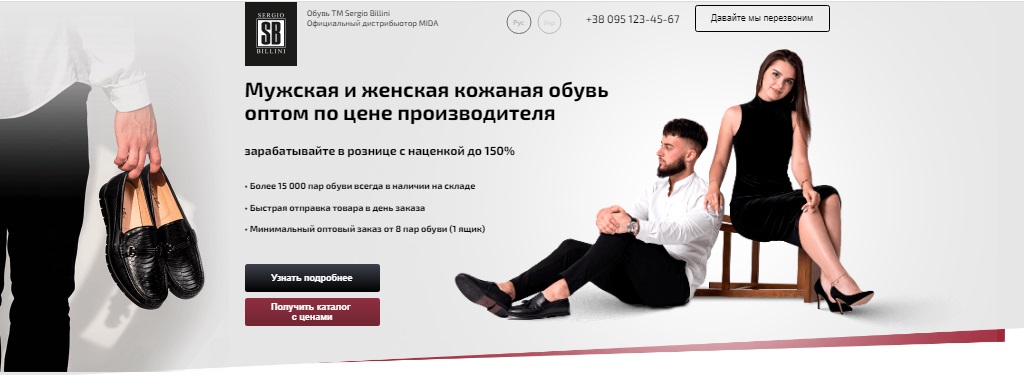 SERGIO
SB
BILLINI
Обувь ТМ Sergio Billini
Официальный дистрибьютор MIDA
Рус
Укр
+38 095 123-45-67
Давайте мы перезвоним
Мужская и женская кожаная обувь
оптом по цене производителя
зарабатывайте в рознице с наценкой до 150%
• Более 15 000 пар обуви всегда в наличии на складе
• Быстрая отправка товара в день заказа
• Минимальный оптовый заказ от 8 пар обуви (1 ящик)
Узнать подробнее
Получить каталог
с ценами